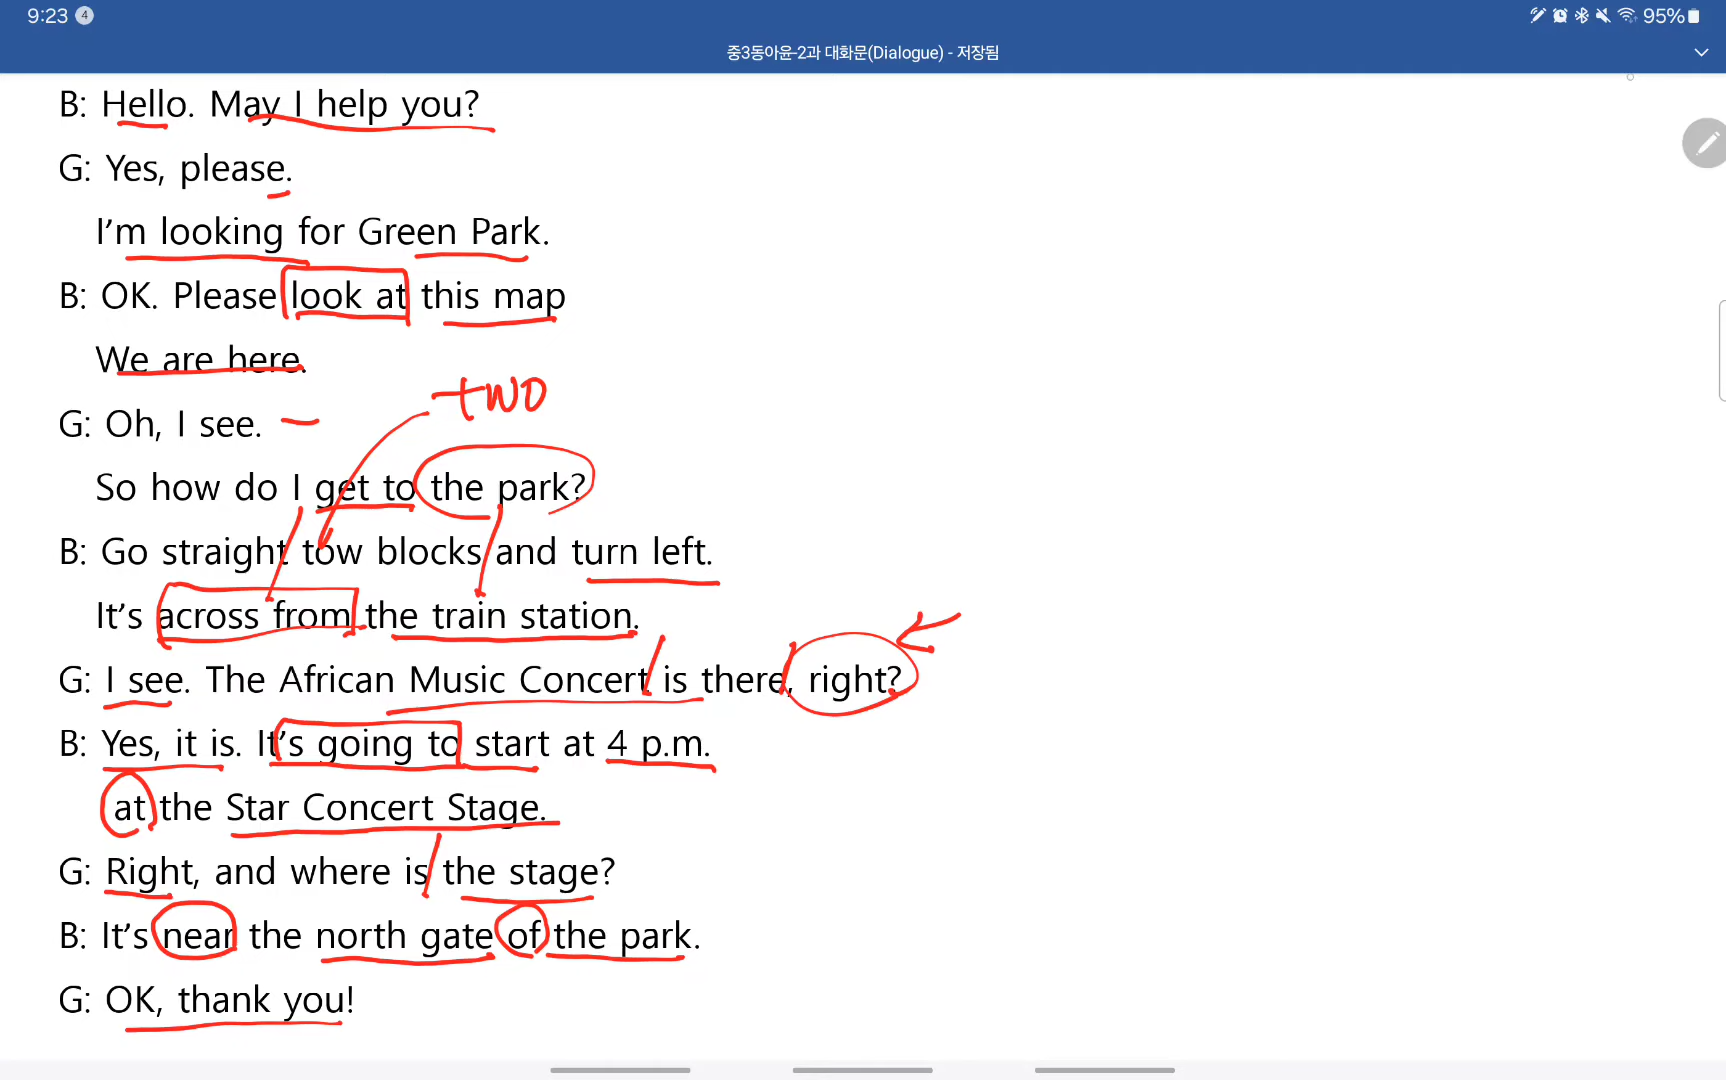 9:23 4 95%
중3동아윤-2과 대화문(Dialogue) - 저장됨
B: Hello. May I help you?
G: Yes, please.
I'm looking for Green Park.
B: OK. Please look at this map
We are here.
two
G: Oh, I see.
So how do I get to the park?
B: Go straight tow blocks and turn left.
It's across from the train station.
G: I see. The African Music Concert is there, right?
B: Yes, it is. It's going to start at 4 p.m.
at the Star Concert Stage.
G: Right, and where is the stage?
B: It's near the north gate of the park.
G: OK, thank you!